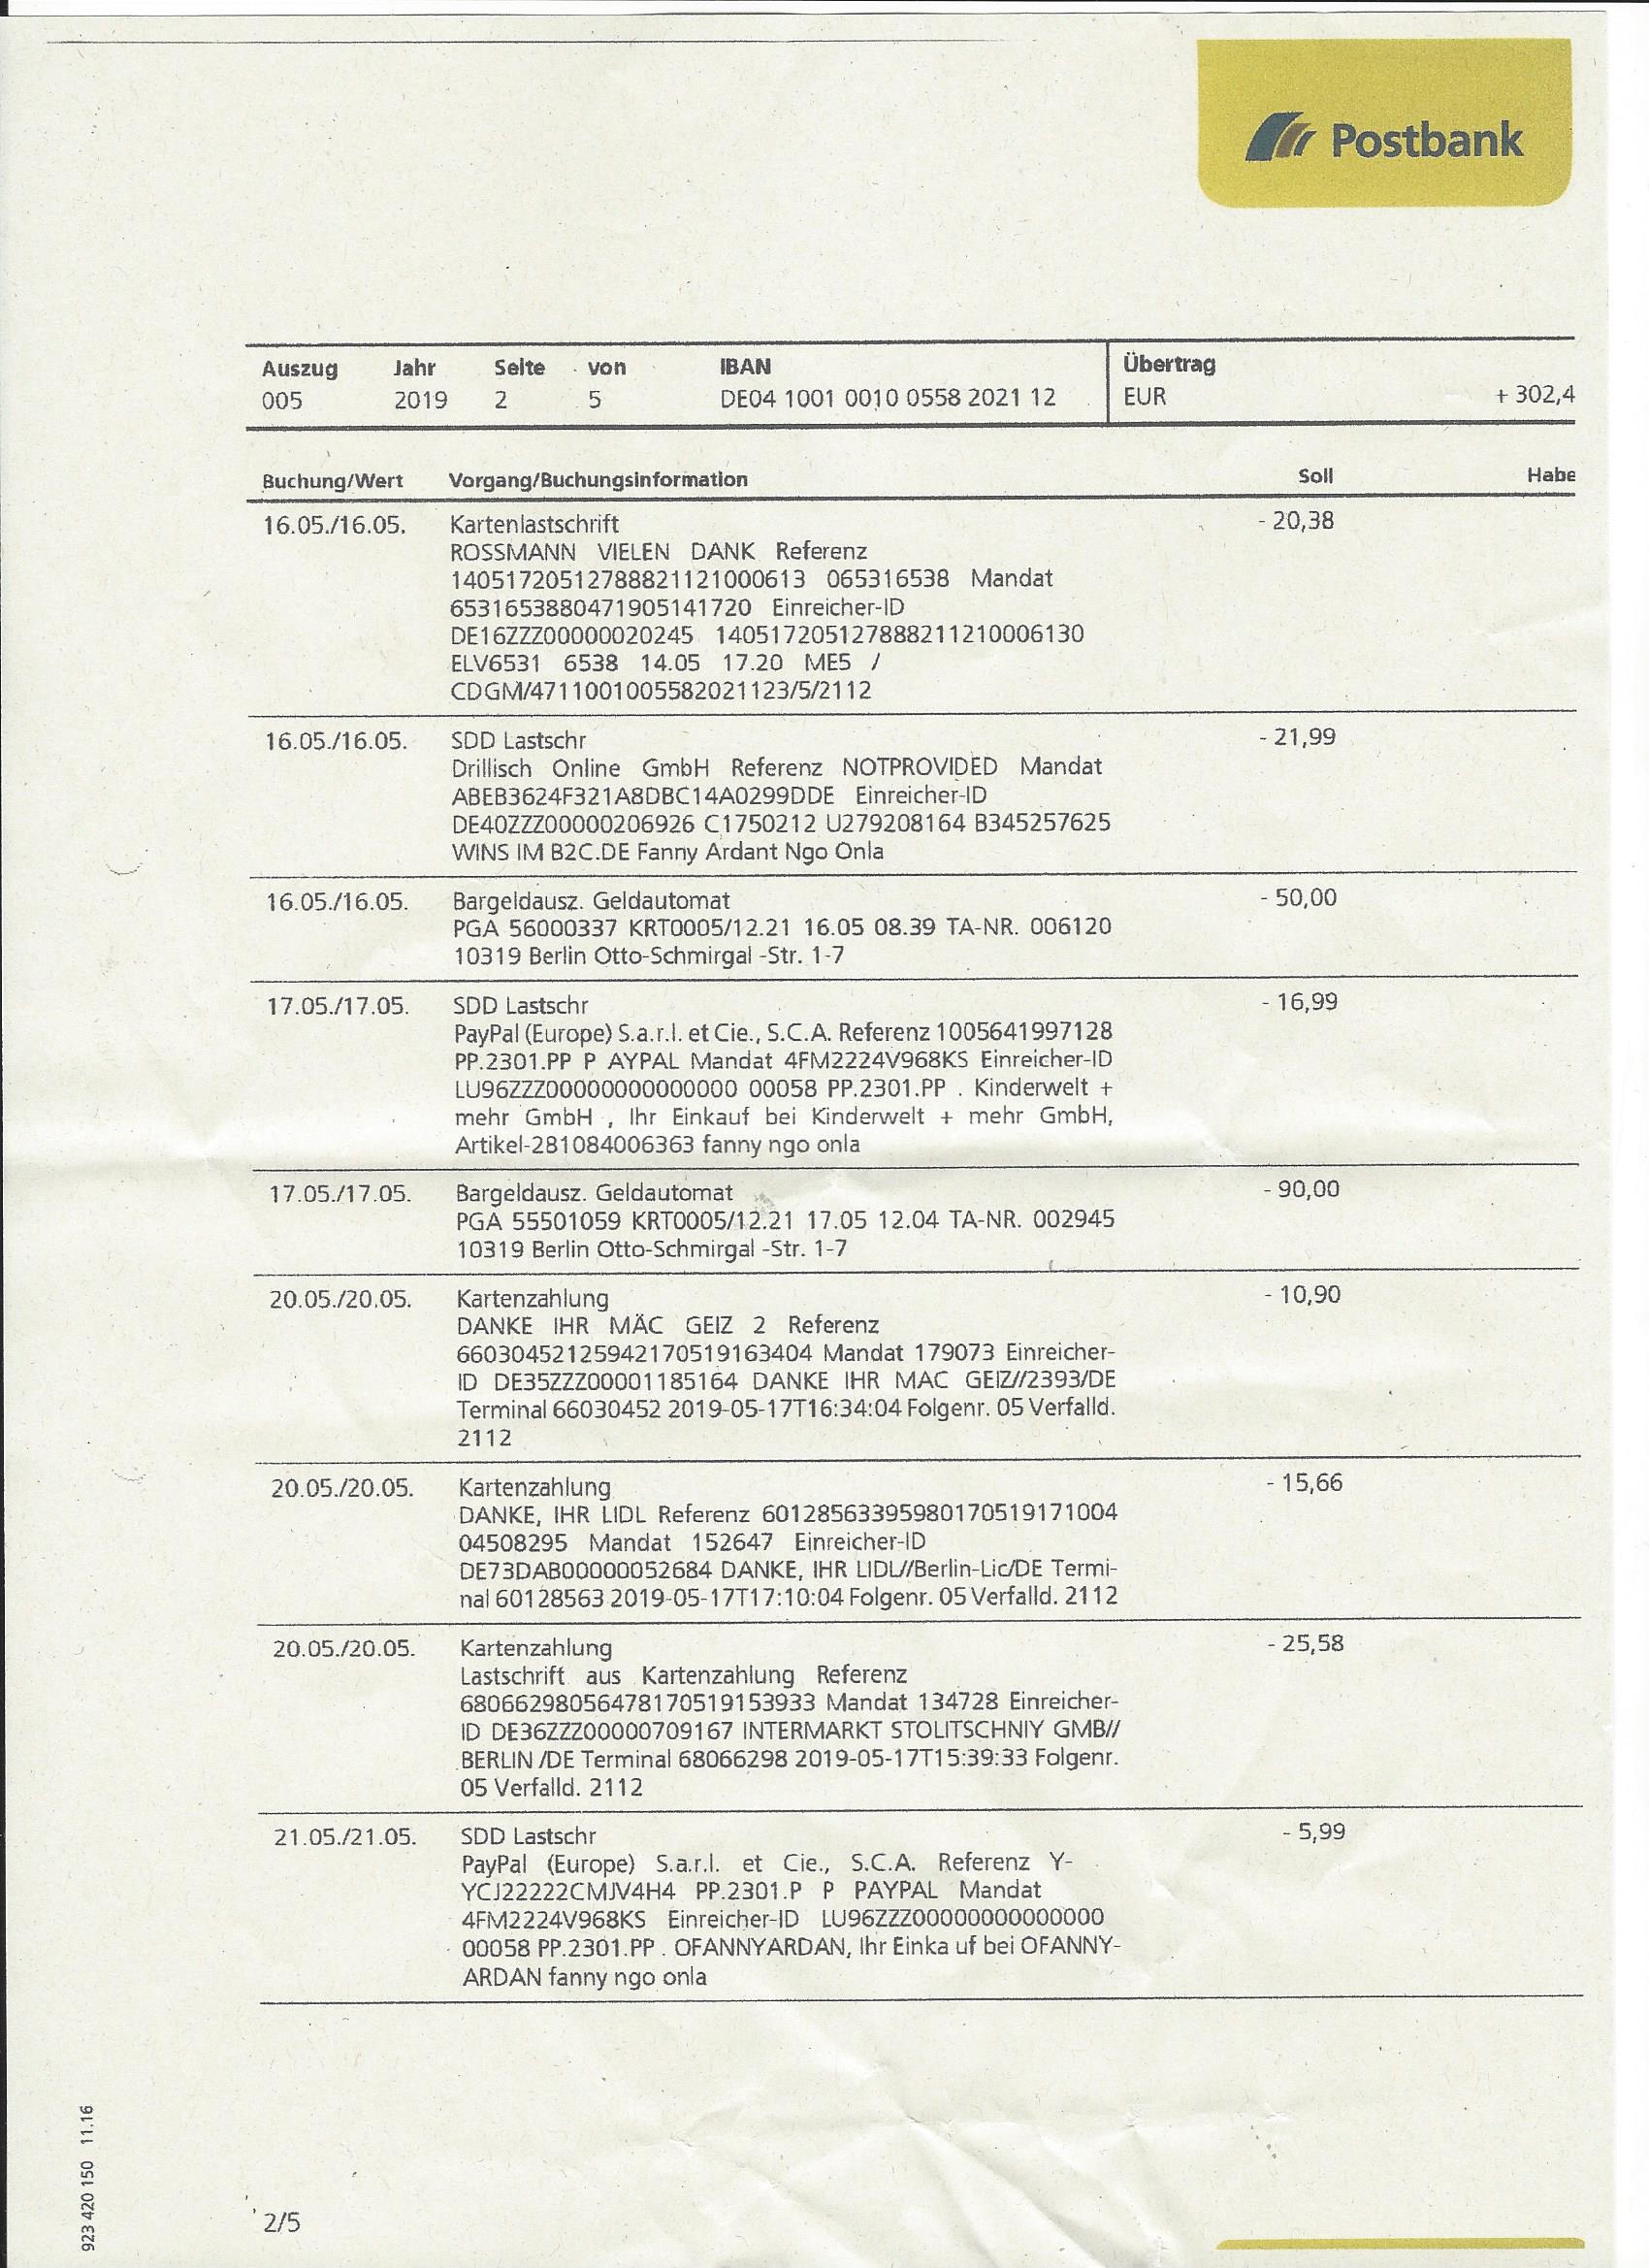 Postbank
Auszug Jahr Seite von IBAN Übertrag
005 2019 2 5 DE04 1001 0010 0558 2021 12 EUR + 302,4
Buchung/Wert Vorgang/Buchungsinformation Soll Habe
16.05./16.05. Kartenlastschrift - 20,38
ROSSMANN VIELEN DANK Referenz
14051720512788821121000613 065316538 Mandat
6531653880471905141720 Einreicher-ID
DE16ZZZ00000020245 140517205127888211210006130
ELV6531 6538 14.05 17.20 ME5 /
CDGM/4711001005582021123/5/2112
16.05./16.05. SDD Lastschr - 21,99
Drillisch Online GmbH Referenz NOTPROVIDED Mandat
ABEB3624F321A8DBC14A0299DDE Einreicher-ID
DE40ZZZ00000206926 C1750212 U279208164 B345257625
WINS IM B2C.DE Fanny Ardant Ngo Onla
16.05./16.05. Bargeldausz. Geldautomat - 50,00
PGA 56000337 KRT0005/12.21 16.05 08.39 TA-NR. 006120
10319 Berlin Otto-Schmirgal -Str. 1-7
17.05./17.05. SDD Lastschr - 16,99
PayPal (Europe) S.a.r.l. et Cie., S.C.A. Referenz 1005641997128
PP.2301.PP P AYPAL Mandat 4FM2224V968KS Einreicher-ID
LU96ZZZ0000000000000000 00058 PP.2301.PP . Kinderwelt +
mehr GmbH , Ihr Einkauf bei Kinderwelt + mehr GmbH,
Artikel-281084006363 fanny ngo onla
17.05./17.05. Bargeldausz. Geldautomat - 90,00
PGA 55501059 KRT0005/12.21 17.05 12.04 TA-NR. 002945
10319 Berlin Otto-Schmirgal -Str. 1-7
20.05./20.05. Kartenzahlung - 10,90
DANKE IHR MÄC GEIZ 2 Referenz
66030452125942170519163404 Mandat 179073 Einreicher-
ID DE35ZZZ00001185164 DANKE IHR MAC GEIZ//2393/DE
Terminal 66030452 2019-05-17T16:34:04 Folgenr. 05 Verfalld.
2112
20.05./20.05. Kartenzahlung - 15,66
DANKE, IHR LIDL Referenz 60128563395980170519171004
04508295 Mandat 152647 Einreicher-ID
DE73DAB00000052684 DANKE, IHR LIDL//Berlin-Lic/DE Termi-
nal 60128563 2019-05-17T17:10:04 Folgenr. 05 Verfalld. 2112
20.05./20.05. Kartenzahlung - 25,58
Lastschrift aus Kartenzahlung Referenz
68066298056478170519153933 Mandat 134728 Einreicher-
ID DE36ZZZ00000709167 INTERMARKT STOLITSCHNIY GMB//
BERLIN /DE Terminal 68066298 2019-05-17T15:39:33 Folgenr.
05 Verfalld. 2112
21.05./21.05. SDD Lastschr - 5,99
PayPal (Europe) S.a.r.l. et Cie., S.C.A. Referenz Y-
YCJ22222CMJV4H4 PP.2301.P P PAYPAL Mandat
4FM2224V968KS Einreicher-ID LU96ZZZ00000000000000
00058 PP.2301.PP . OFANNYARDAN, Ihr Einka uf bei OFANNY-
ARDAN fanny ngo onla
923 420 150 11.16
2/5